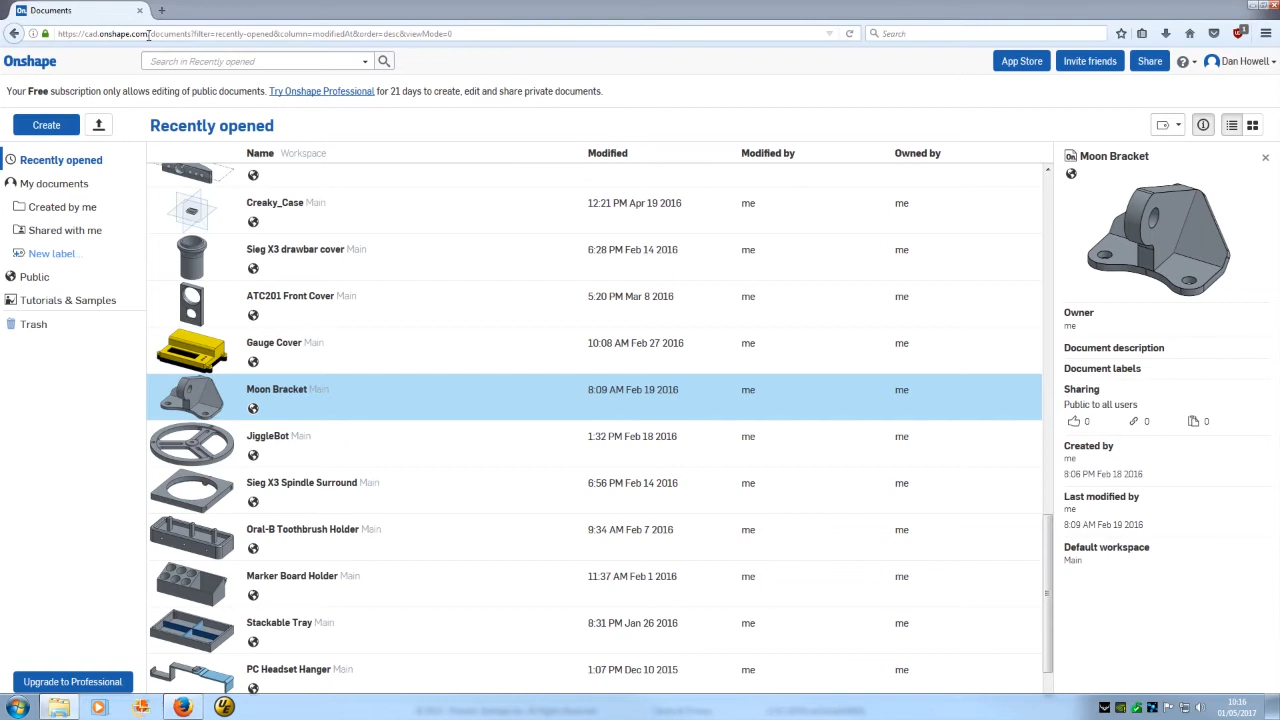 Documents
https://cad.onshape.com/documents?filter=recently-opened&column=modifiedAt&order=desc&viewMode=0
Search
Onshape
Search in Recently opened
App Store
Invite friends
Share
Dan Howell
Your Free subscription only allows editing of public documents. Try Onshape Professional for 21 days to create, edit and share private documents.
Create
Recently opened
Recently opened
My documents
Created by me
Shared with me
New label...
Public
Tutorials & Samples
Trash
Upgrade to Professional
Name Workspace Modified Modified by Owned by
Creaky_Case Main 12:21 PM Apr 19 2016 me me
Sieg X3 drawbar cover Main 6:28 PM Feb 14 2016 me me
ATC201 Front Cover Main 5:20 PM Mar 8 2016 me me
Gauge Cover Main 10:08 AM Feb 27 2016 me me
Moon Bracket Main 8:09 AM Feb 19 2016 me me
JiggleBot Main 1:32 PM Feb 18 2016 me me
Sieg X3 Spindle Surround Main 6:56 PM Feb 14 2016 me me
Oral-B Toothbrush Holder Main 9:34 AM Feb 7 2016 me me
Marker Board Holder Main 11:37 AM Feb 1 2016 me me
Stackable Tray Main 8:31 PM Jan 26 2016 me me
PC Headset Hanger Main 1:07 PM Dec 10 2015 me me
Moon Bracket
Owner
me
Document description
Document labels
Sharing
Public to all users
0 0 0
Created by
me
8:06 PM Feb 18 2016
Last modified by
me
8:09 AM Feb 19 2016
Default workspace
Main
10:16
01/05/2017